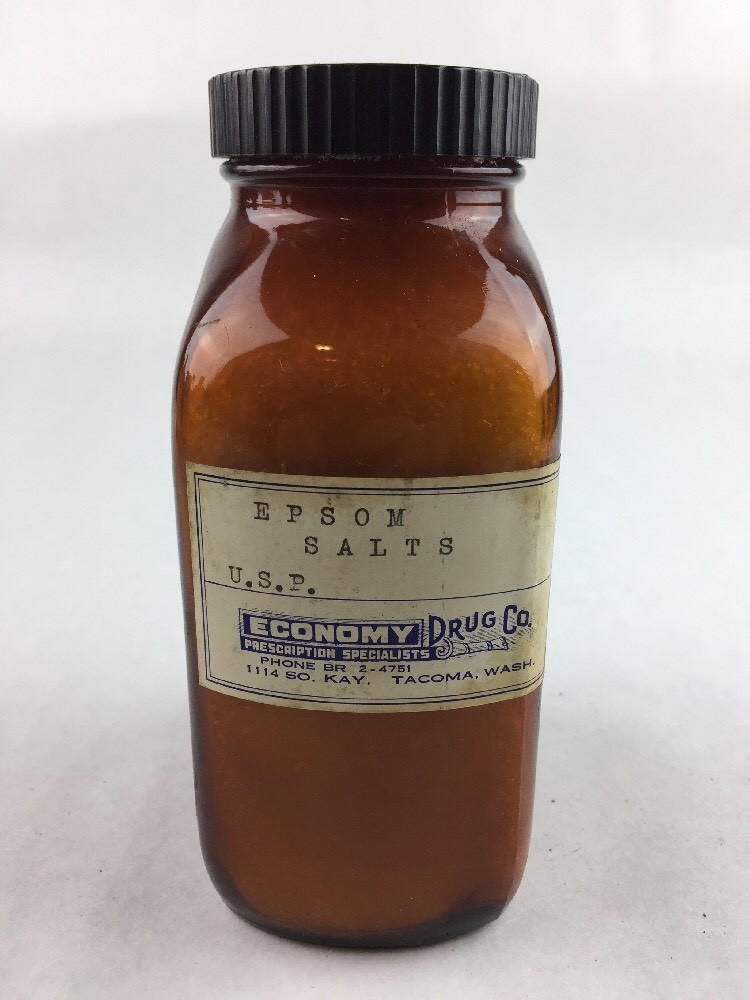 EPSOM
SALTS
U.S.P.
ECONOMY DRUG CO.
PRESCRIPTION SPECIALISTS
PHONE BR 2-4751
1114 SO. KAY, TACOMA, WASH.